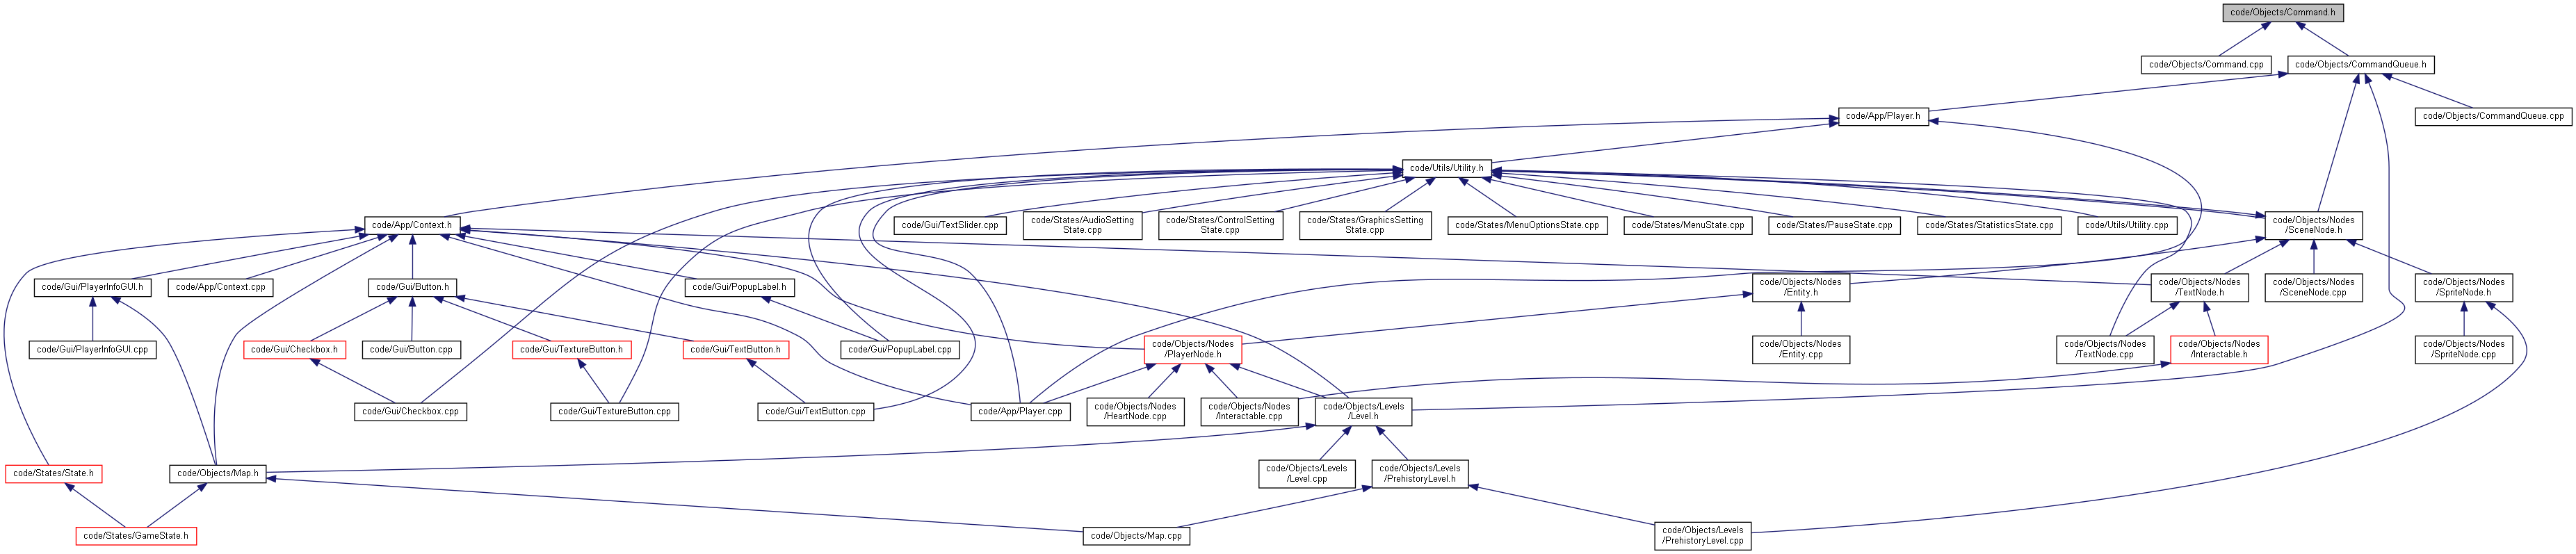 code/Objects/Command.h
code/Objects/Command.cpp
code/Objects/CommandQueue.h
code/App/Player.h
code/Objects/CommandQueue.cpp
code/Utils/Utility.h
code/App/Context.h
code/Gui/TextSlider.cpp
code/States/AudioSetting
State.cpp
code/States/ControlSetting
State.cpp
code/States/GraphicsSetting
State.cpp
code/States/MenuOptionsState.cpp
code/States/MenuState.cpp
code/States/PauseState.cpp
code/States/StatisticsState.cpp
code/Utils/Utility.cpp
code/Objects/Nodes
/SceneNode.h
code/Gui/PlayerInfoGUI.h
code/App/Context.cpp
code/Gui/Button.h
code/Gui/PopupLabel.h
code/Objects/Nodes
/Entity.h
code/Objects/Nodes
/TextNode.h
code/Objects/Nodes
/SceneNode.cpp
code/Objects/Nodes
/SpriteNode.h
code/Gui/PlayerInfoGUI.cpp
code/Gui/Checkbox.h
code/Gui/Button.cpp
code/Gui/TextureButton.h
code/Gui/TextButton.h
code/Gui/PopupLabel.cpp
code/Objects/Nodes
/PlayerNode.h
code/Objects/Nodes
/Entity.cpp
code/Objects/Nodes
/TextNode.cpp
code/Objects/Nodes
/Interactable.h
code/Objects/Nodes
/SpriteNode.cpp
code/Gui/Checkbox.cpp
code/Gui/TextureButton.cpp
code/Gui/TextButton.cpp
code/App/Player.cpp
code/Objects/Nodes
/HeartNode.cpp
code/Objects/Nodes
/Interactable.cpp
code/Objects/Levels
/Level.h
code/States/State.h
code/Objects/Map.h
code/Objects/Levels
/Level.cpp
code/Objects/Levels
/PrehistoryLevel.h
code/States/GameState.h
code/Objects/Map.cpp
code/Objects/Levels
/PrehistoryLevel.cpp